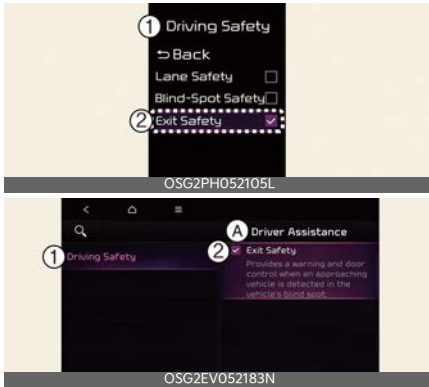 1 Driving Safety
Back
Lane Safety
Blind-Spot Safety
2 Exit Safety
OSG2PH052105L
A Driver Assistance
1 Driving Safety
2 Exit Safety
Provides a warning and door
control when an approaching
vehicle is detected in the
vehicle's blind spot.
OSG2EV052183N